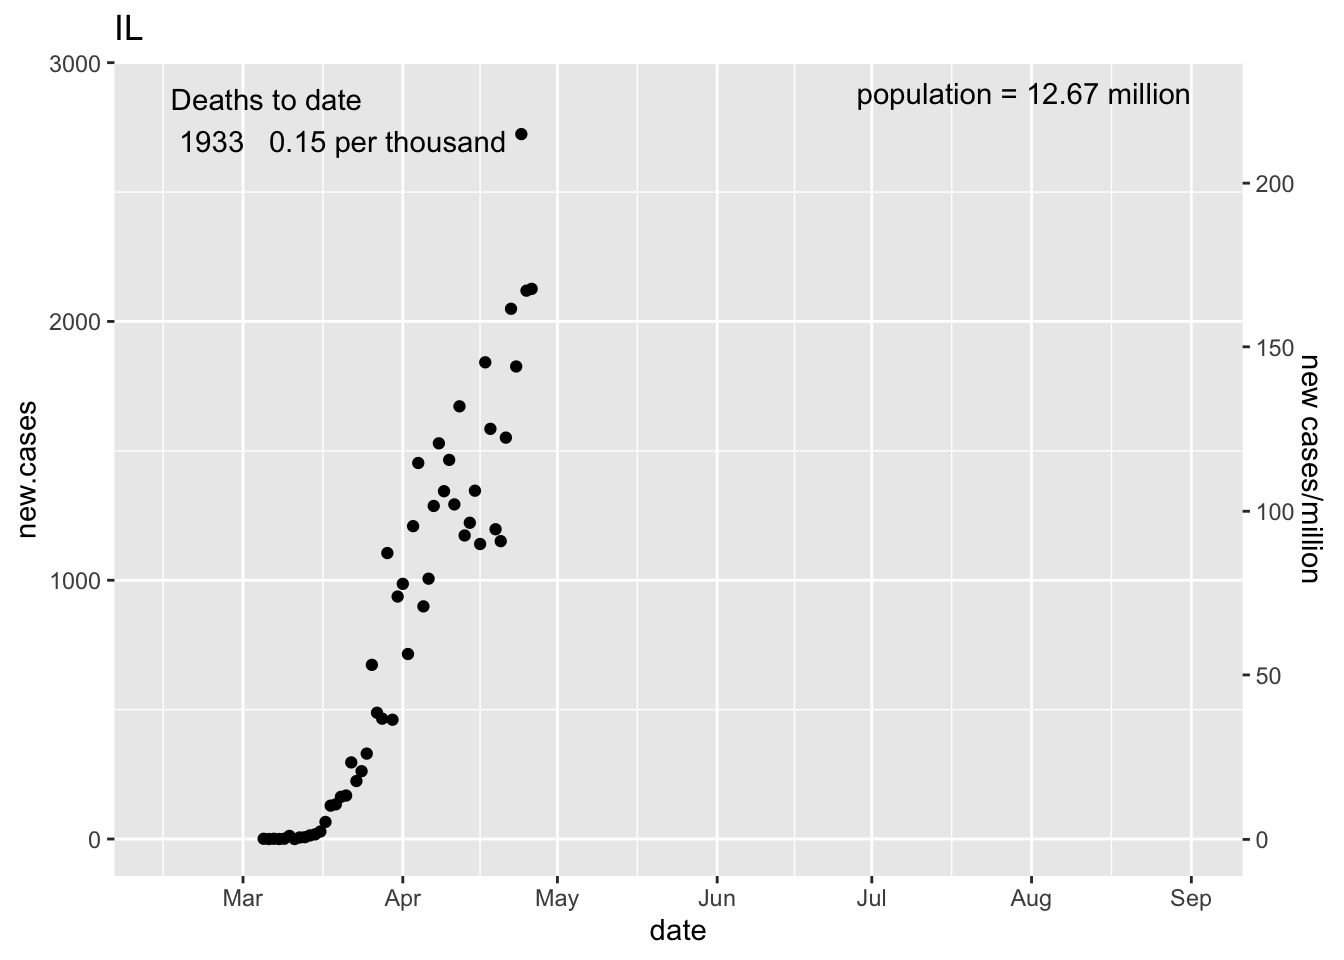 IL
Deaths to date
1933 0.15 per thousand
population = 12.67 million
3000
2000
1000
0
new.cases
200
150
100
50
0
new cases/million
Mar Apr May Jun Jul Aug Sep
date